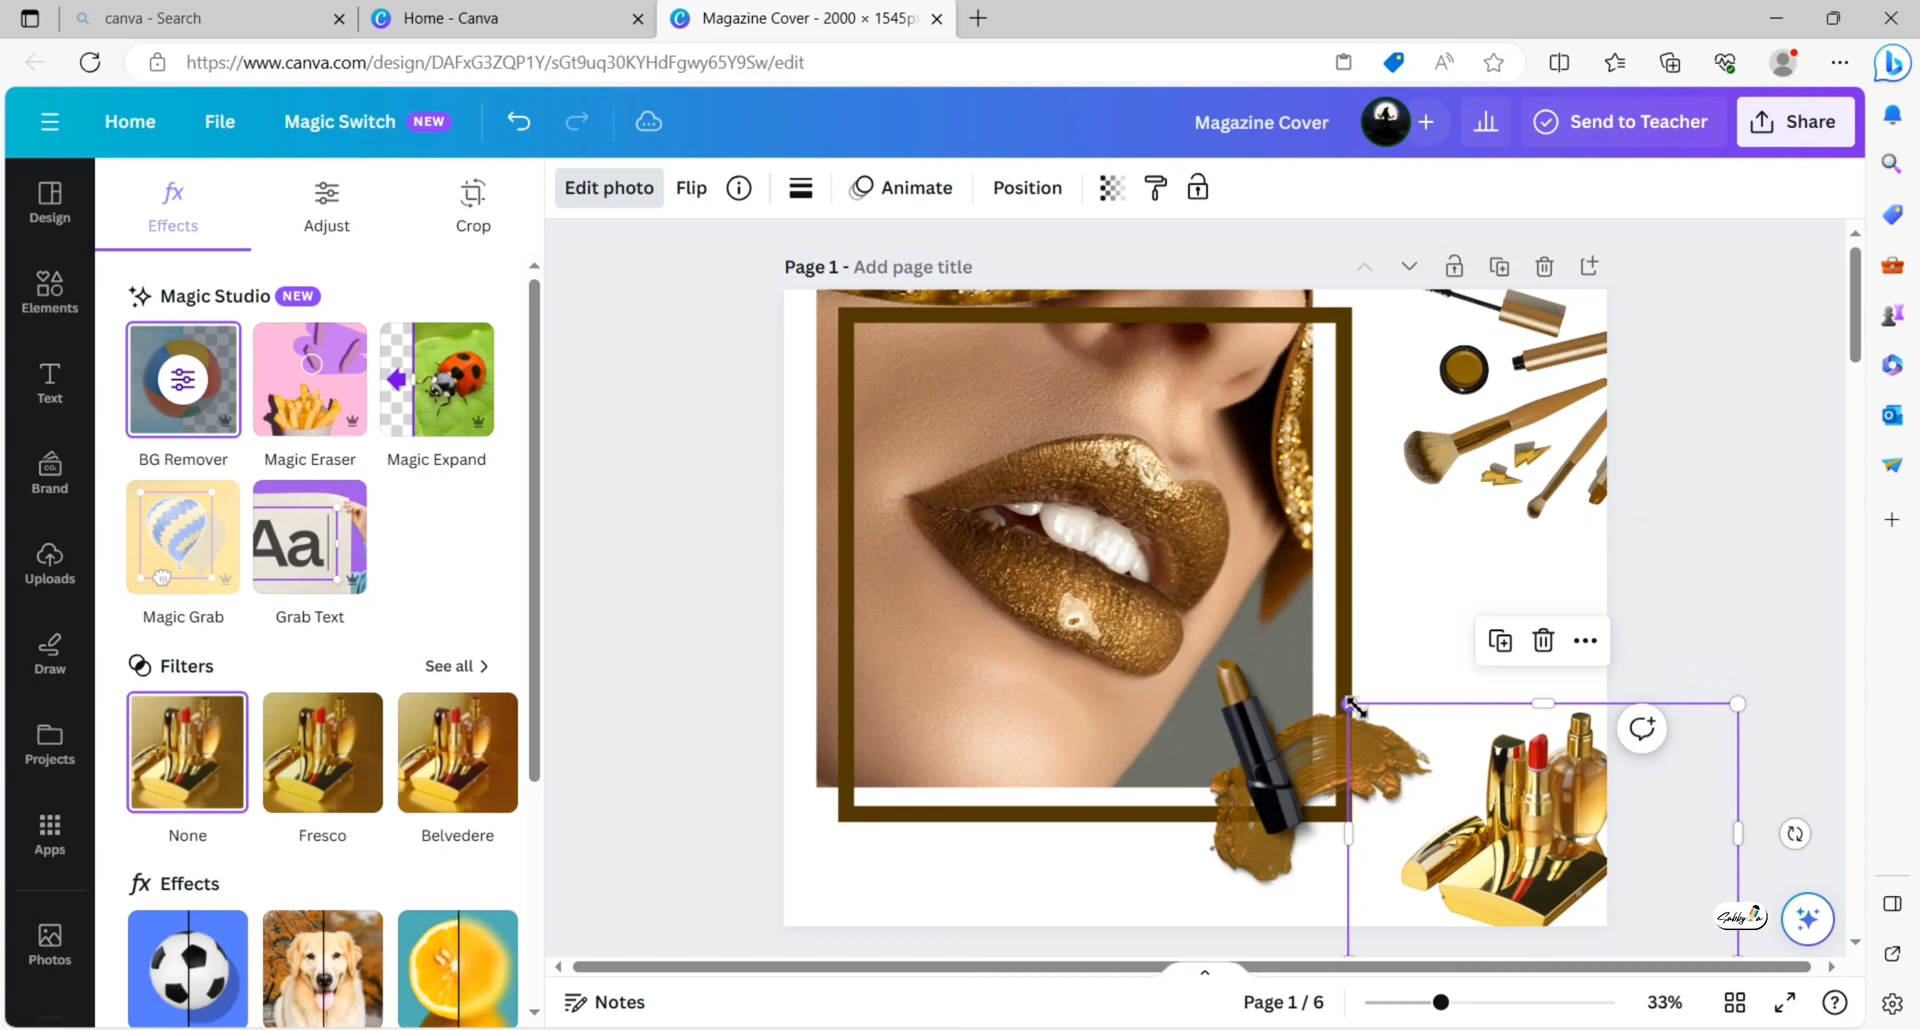 canva - Search
Home - Canva
Magazine Cover - 2000 × 1545p
https://www.canva.com/design/DAFxG3ZQP1Y/sGt9uq30KYHdFgwy65Y9Sw/edit
Home
File
Magic Switch NEW
Magazine Cover
Send to Teacher
Share
Design
Elements
Text
Brand
Uploads
Draw
Projects
Apps
Photos
Effects
Adjust
Crop
Edit photo
Flip
Animate
Position
Magic Studio NEW
BG Remover
Magic Eraser
Magic Expand
Aa
Magic Grab
Grab Text
Filters
See all
None
Fresco
Belvedere
fx Effects
Page 1 - Add page title
Sabby
Notes
Page 1 / 6
33%